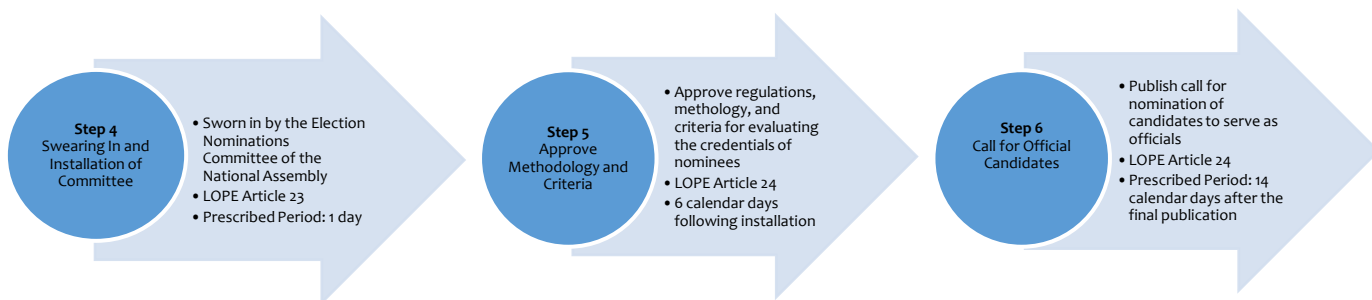 Step 4
Swearing In and
Installation of
Committee
• Sworn in by the Election
Nominations
Committee of the
National Assembly
• LOPE Article 23
• Prescribed Period: 1 day
Step 5
Approve
Methodology and
Criteria
• Approve regulations,
methology, and
criteria for evaluating
the credentials of
nominees
• LOPE Article 24
• 6 calendar days
following installation
Step 6
Call for Official
Candidates
• Publish call for
nomination of
candidates to serve as
officials
• LOPE Article 24
• Prescribed Period: 14
calendar days after the
final publication